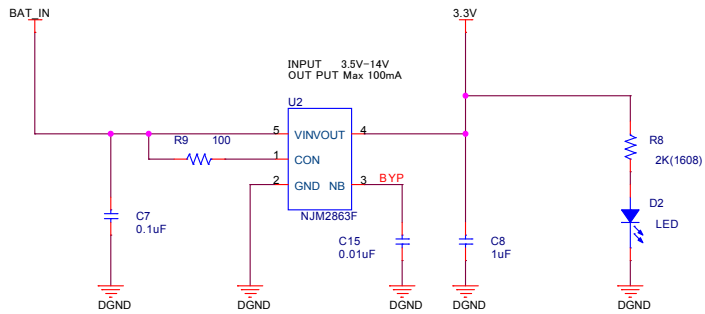 BAT_IN
3.3V
INPUT 3.5V-14V
OUT PUT Max 100mA
U2
R9 100
5 VINVOUT 4
1 CON
2 GND NB 3 BYP
NJM2863F
R8
2K(1608)
D2
LED
C7
0.1uF
C15
0.01uF
C8
1uF
DGND DGND DGND DGND DGND